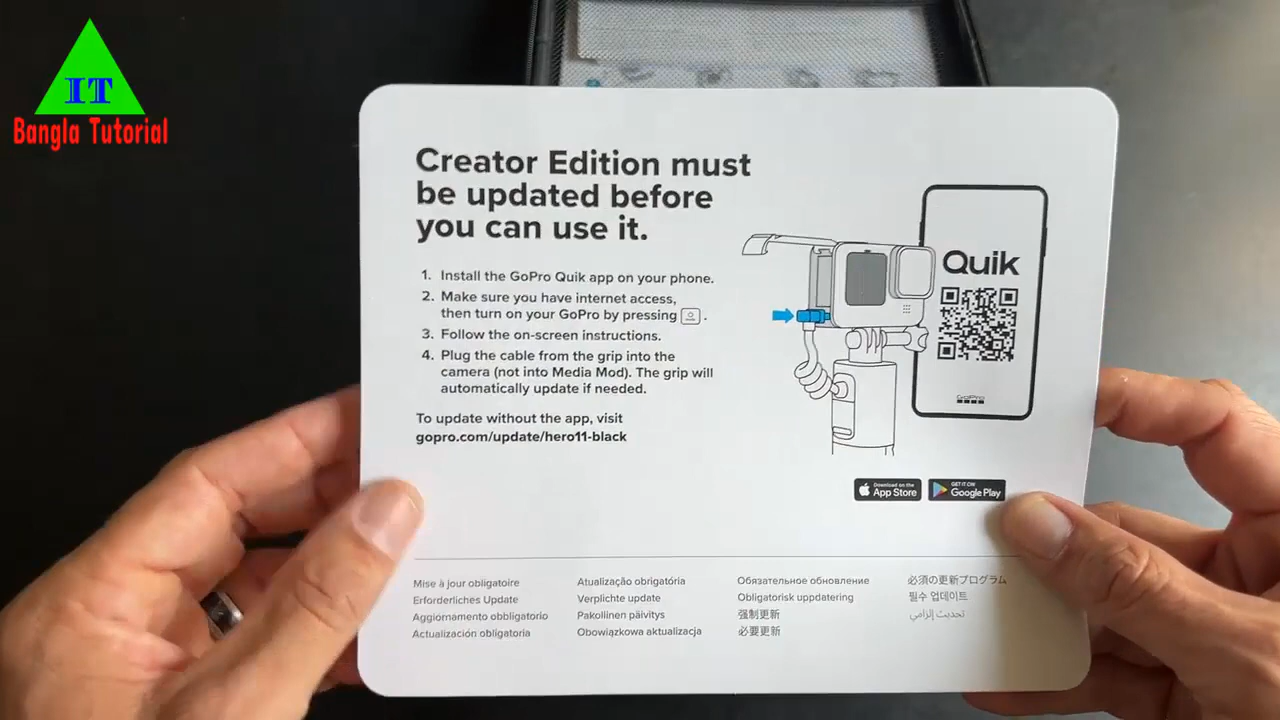 IT
Bangla Tutorial
Creator Edition must
be updated before
you can use it.
1. Install the GoPro Quik app on your phone.
2. Make sure you have internet access,
then turn on your GoPro by pressing .
3. Follow the on-screen instructions.
4. Plug the cable from the grip into the
camera (not into Media Mod). The grip will
automatically update if needed.
To update without the app, visit
gopro.com/update/hero11-black
Quik
GoPro
Download on the
App Store
GET IT ON
Google Play
Mise à jour obligatoire
Erforderliches Update
Aggiornamento obbligatorio
Actualización obligatoria
Atualização obrigatória
Verplichte update
Pakollinen päivitys
Obowiązkowa aktualizacja
Обязательное обновление
Obligatorisk uppdatering
强制更新
必要更新
必須の更新プログラム
필수 업데이트
تحديث إلزامي